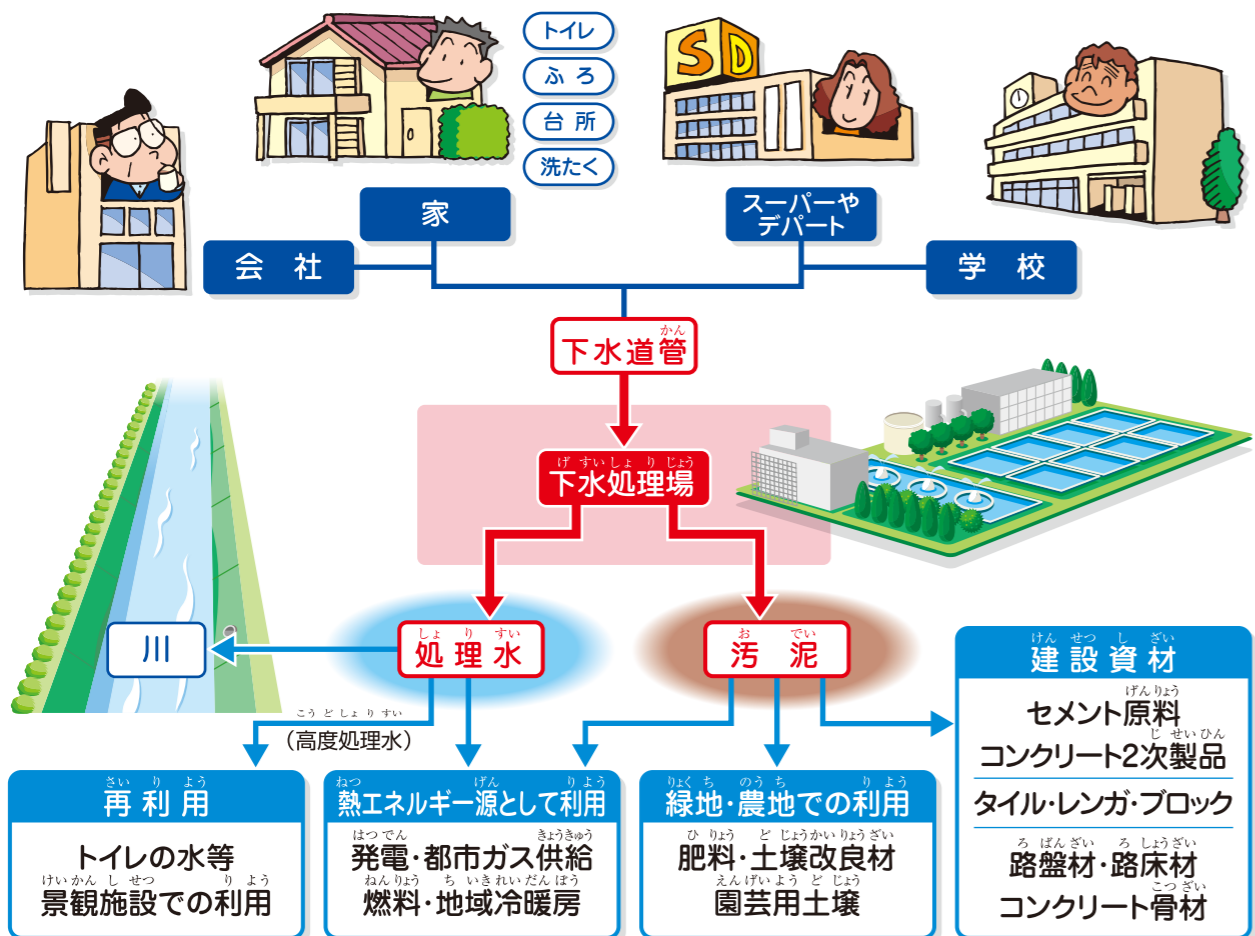 トイレ
ふろ
台所
洗たく
SD
家
スーパーや
デパート
会社
学校
かん
下水道管
げすいしょりじょう
下水処理場
しょりすい
処理水
おでい
汚泥
川
こうどしょりすい
(高度処理水)
さいりよう
再利用
トイレの水等
けいかんしせつ りよう
景観施設での利用
ねつ げん りよう
熱エネルギー源として利用
はつでん きょうきゅう
発電・都市ガス供給
ねんりょう ちいきれいだんぼう
燃料・地域冷暖房
りょくち のうち りよう
緑地・農地での利用
ひりょう どじょうかいりょうざい
肥料・土壌改良材
えんげいようどじょう
園芸用土壌
けんせつしざい
建設資材
げんりょう
セメント原料
じせいひん
コンクリート2次製品
タイル・レンガ・ブロック
ろばんざい ろしょうざい
路盤材・路床材
こつざい
コンクリート骨材